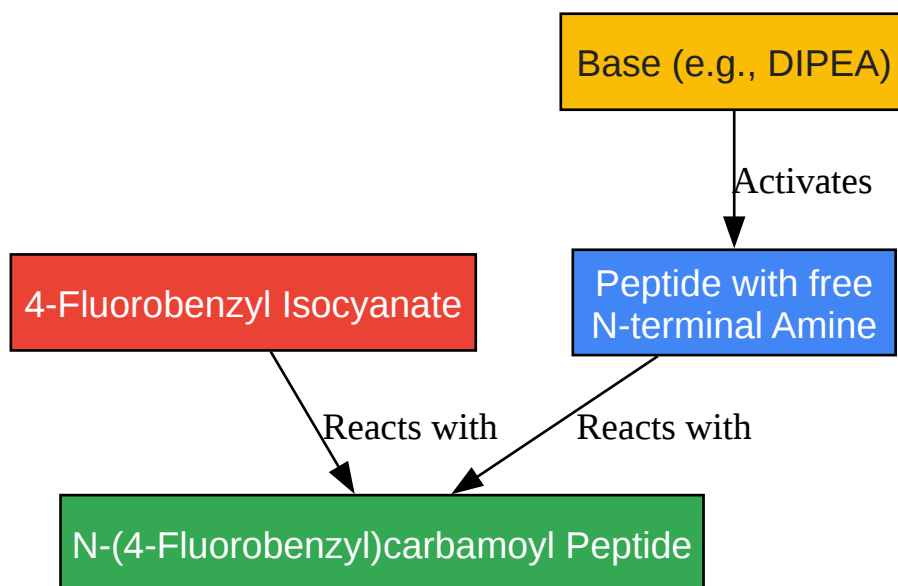 Base (e.g., DIPEA)
Activates
4-Fluorobenzyl Isocyanate
Peptide with free
N-terminal Amine
Reacts with
Reacts with
N-(4-Fluorobenzyl)carbamoyl Peptide